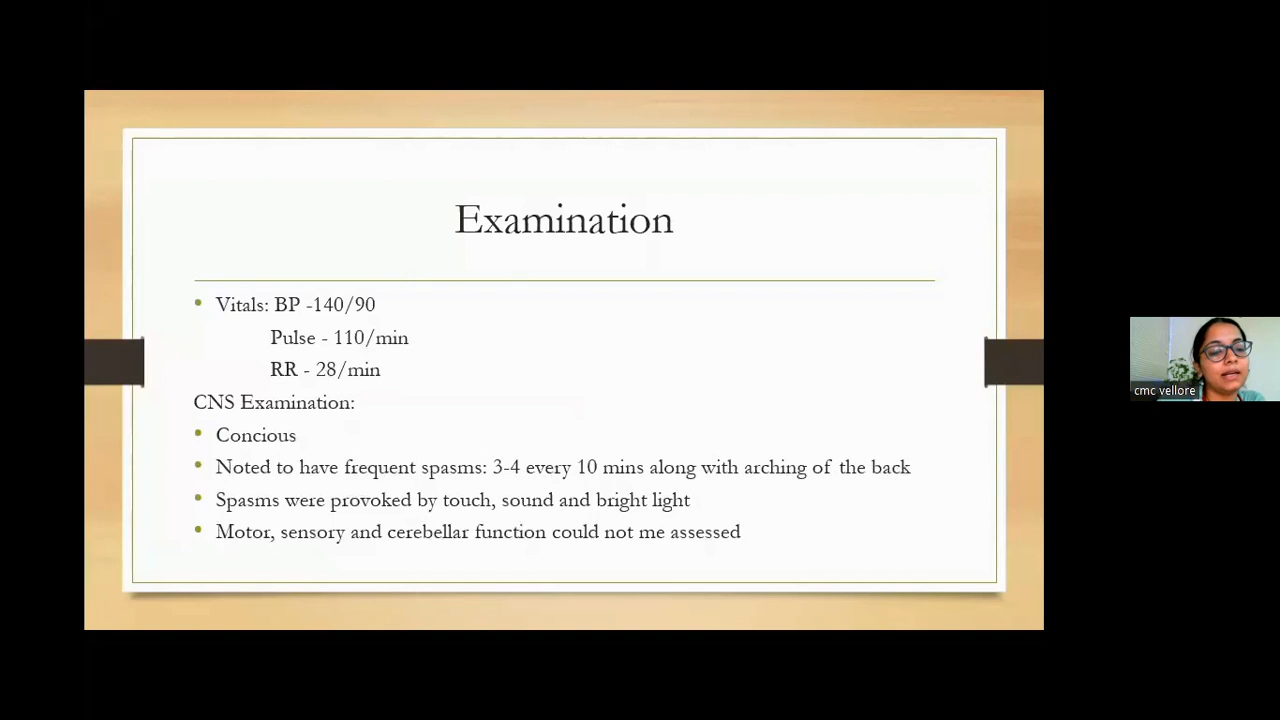 Examination
Vitals: BP -140/90
Pulse - 110/min
RR - 28/min
CNS Examination:
Concious
Noted to have frequent spasms: 3-4 every 10 mins along with arching of the back
Spasms were provoked by touch, sound and bright light
Motor, sensory and cerebellar function could not me assessed
cmc vellore